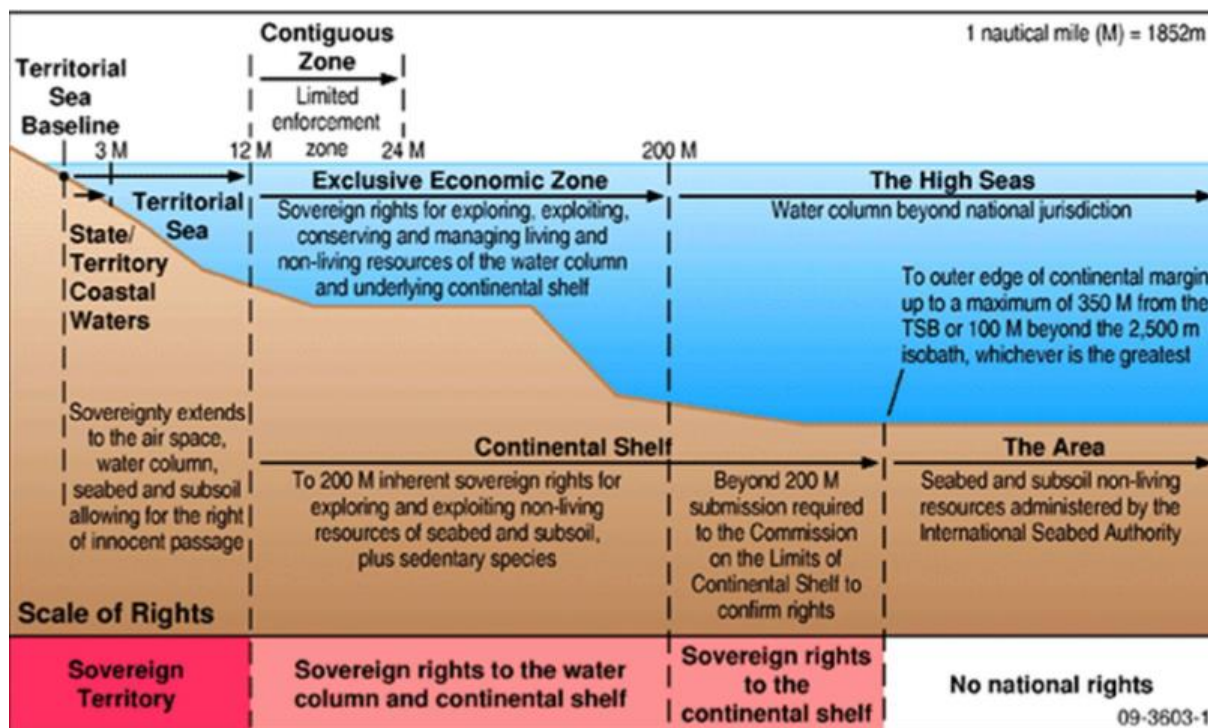 1 nautical mile (M) = 1852m
Contiguous
Zone
Limited
enforcement
zone
Territorial
Sea
Baseline
3 M
12 M
24 M
200 M
Territorial
Sea
State/
Territory
Coastal
Waters
Exclusive Economic Zone
Sovereign rights for exploring, exploiting,
conserving and managing living and
non-living resources of the water column
and underlying continental shelf
The High Seas
Water column beyond national jurisdiction
To outer edge of continental margin
up to a maximum of 350 M from the
TSB or 100 M beyond the 2,500 m
isobath, whichever is the greatest
Sovereignty extends
to the air space,
water column,
seabed and subsoil
allowing for the right
of innocent passage
Continental Shelf
To 200 M inherent sovereign rights for
exploring and exploiting non-living
resources of seabed and subsoil,
plus sedentary species
Beyond 200 M
submission required
to the Commission
on the Limits of
Continental Shelf to
confirm rights
The Area
Seabed and subsoil non-living
resources administered by the
International Seabed Authority
Scale of Rights
Sovereign
Territory
Sovereign rights to the water
column and continental shelf
Sovereign rights
to the
continental shelf
No national rights
09-3603-1